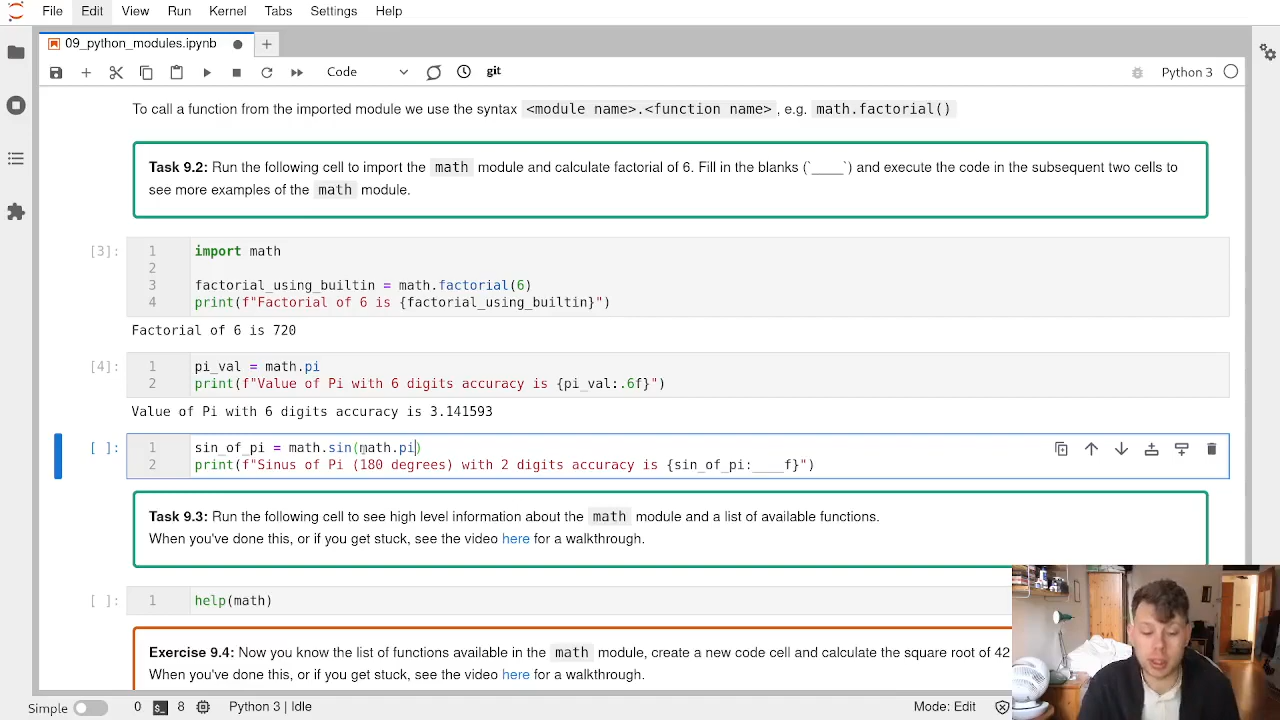 File Edit View Run Kernel Tabs Settings Help
09_python_modules.ipynb
Code git Python 3
To call a function from the imported module we use the syntax <module name>.<function name> , e.g. math.factorial()
Task 9.2: Run the following cell to import the math module and calculate factorial of 6. Fill in the blanks (`____`) and execute the code in the subsequent two cells to
see more examples of the math module.
[3]: 1 import math
2
3 factorial_using_builtin = math.factorial(6)
4 print(f"Factorial of 6 is {factorial_using_builtin}")
Factorial of 6 is 720
[4]: 1 pi_val = math.pi
2 print(f"Value of Pi with 6 digits accuracy is {pi_val:.6f}")
Value of Pi with 6 digits accuracy is 3.141593
[ ]: 1 sin_of_pi = math.sin(math.pi)
2 print(f"Sinus of Pi (180 degrees) with 2 digits accuracy is {sin_of_pi:____f}")
Task 9.3: Run the following cell to see high level information about the math module and a list of available functions.
When you've done this, or if you get stuck, see the video here for a walkthrough.
[ ]: 1 help(math)
Exercise 9.4: Now you know the list of functions available in the math module, create a new code cell and calculate the square root of 42
When you've done this, or if you get stuck, see the video here for a walkthrough.
Simple 0 8 Python 3 | Idle Mode: Edit